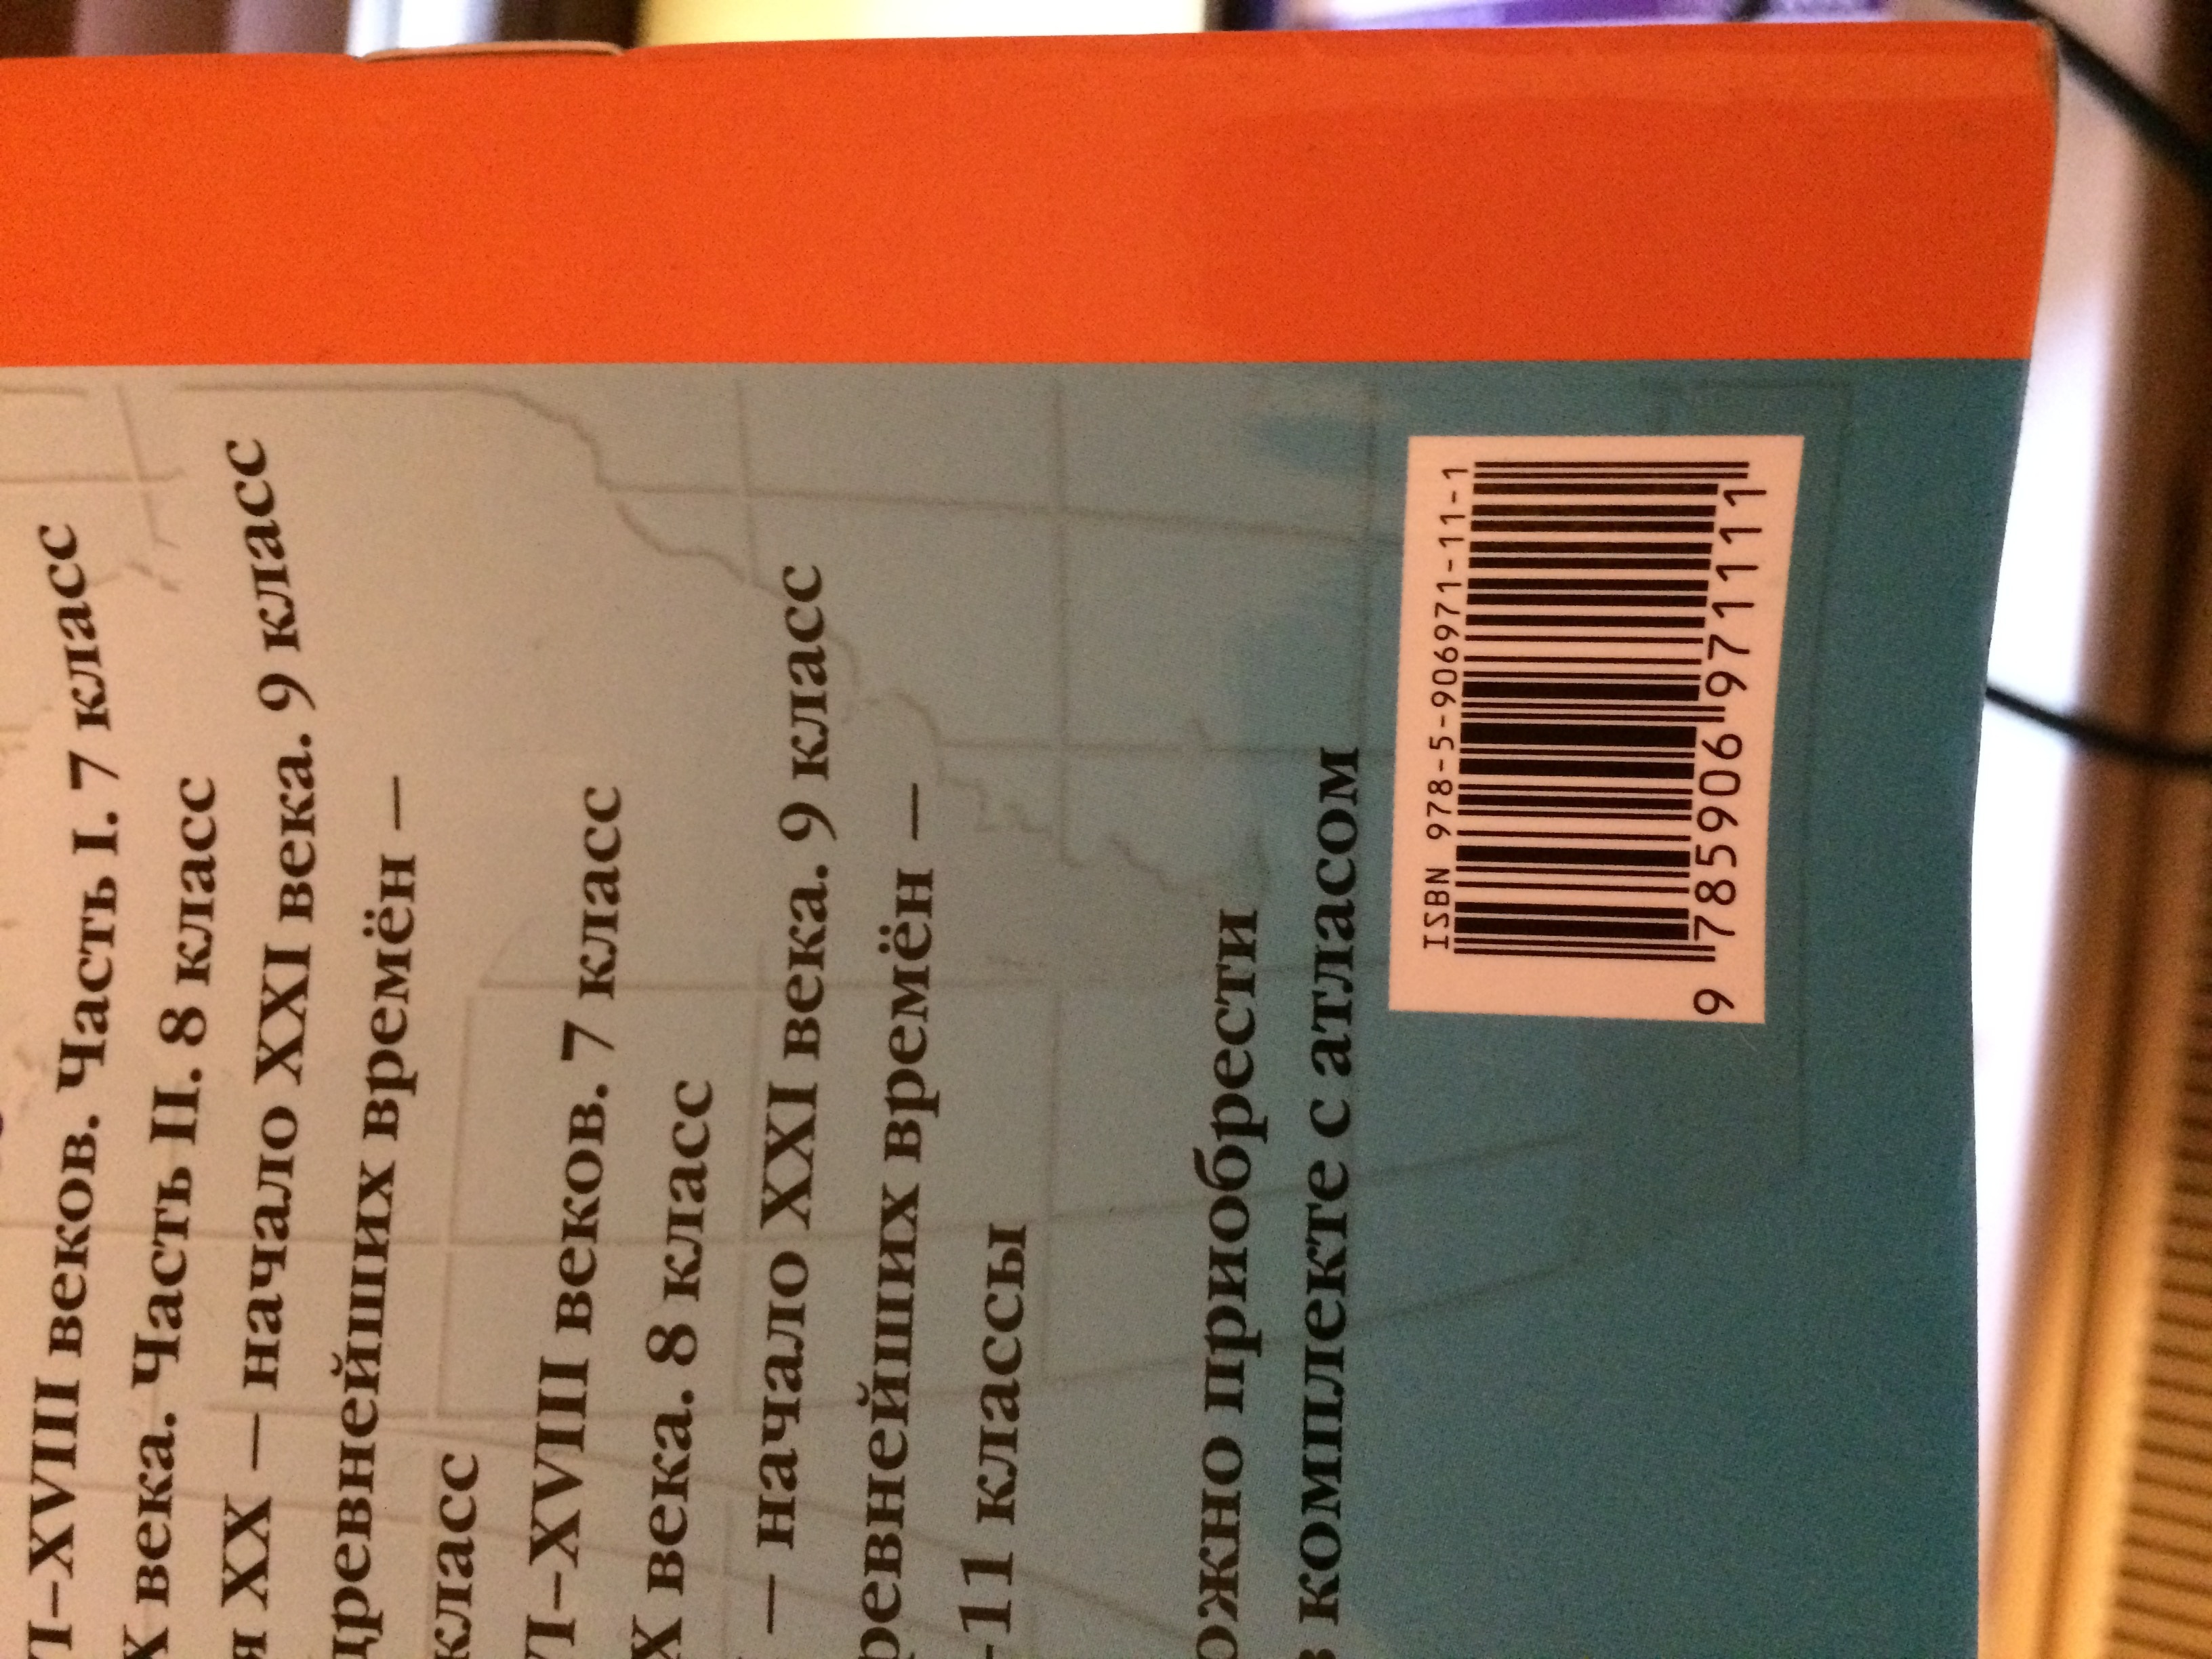 XVIII веков. Часть I. 7 класс
века. Часть II. 8 класс
XX — начало XXI века. 9 класс
древнейших времён —
класс
XVIII веков. 7 класс
века. 8 класс
— начало XXI века. 9 класс
древнейших времён —
11 классы
можно приобрести
в комплекте с атласом
ISBN 978-5-906971-11-1
9 785906 971111